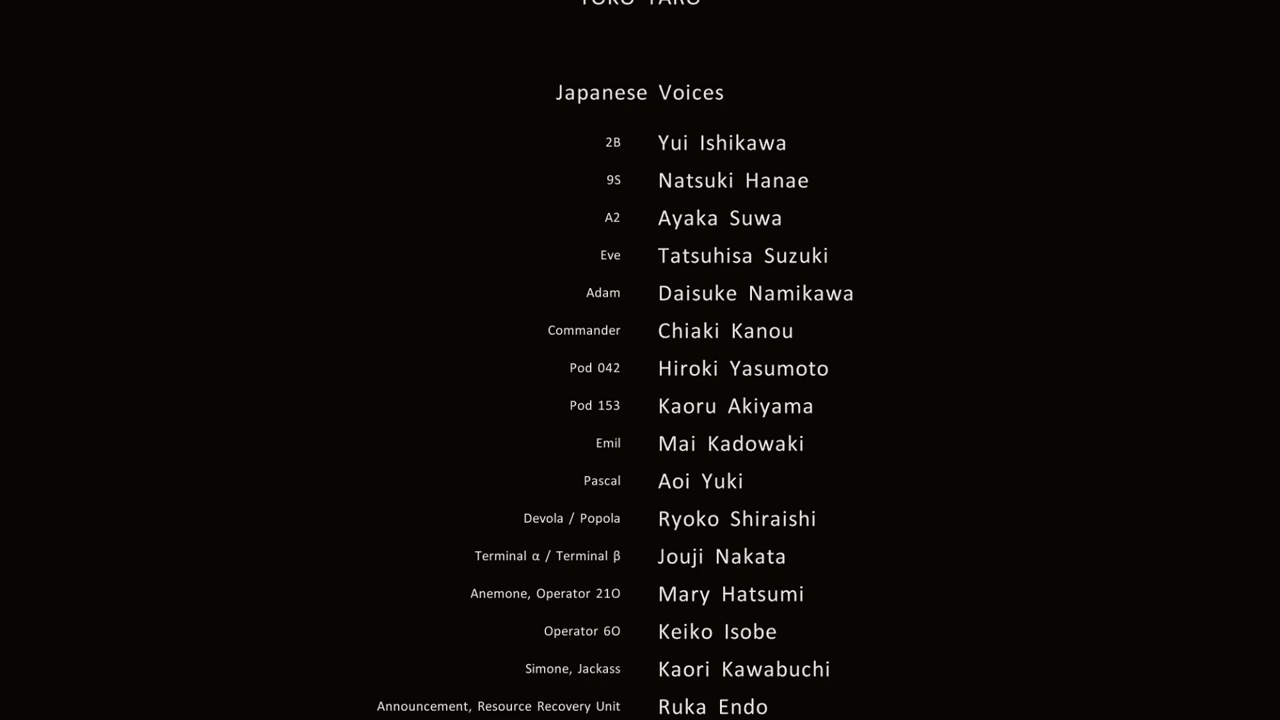 YOKO TARO
Japanese Voices
2B Yui Ishikawa
9S Natsuki Hanae
A2 Ayaka Suwa
Eve Tatsuhisa Suzuki
Adam Daisuke Namikawa
Commander Chiaki Kanou
Pod 042 Hiroki Yasumoto
Pod 153 Kaoru Akiyama
Emil Mai Kadowaki
Pascal Aoi Yuki
Devola / Popola Ryoko Shiraishi
Terminal α / Terminal β Jouji Nakata
Anemone, Operator 21O Mary Hatsumi
Operator 6O Keiko Isobe
Simone, Jackass Kaori Kawabuchi
Announcement, Resource Recovery Unit Ruka Endo